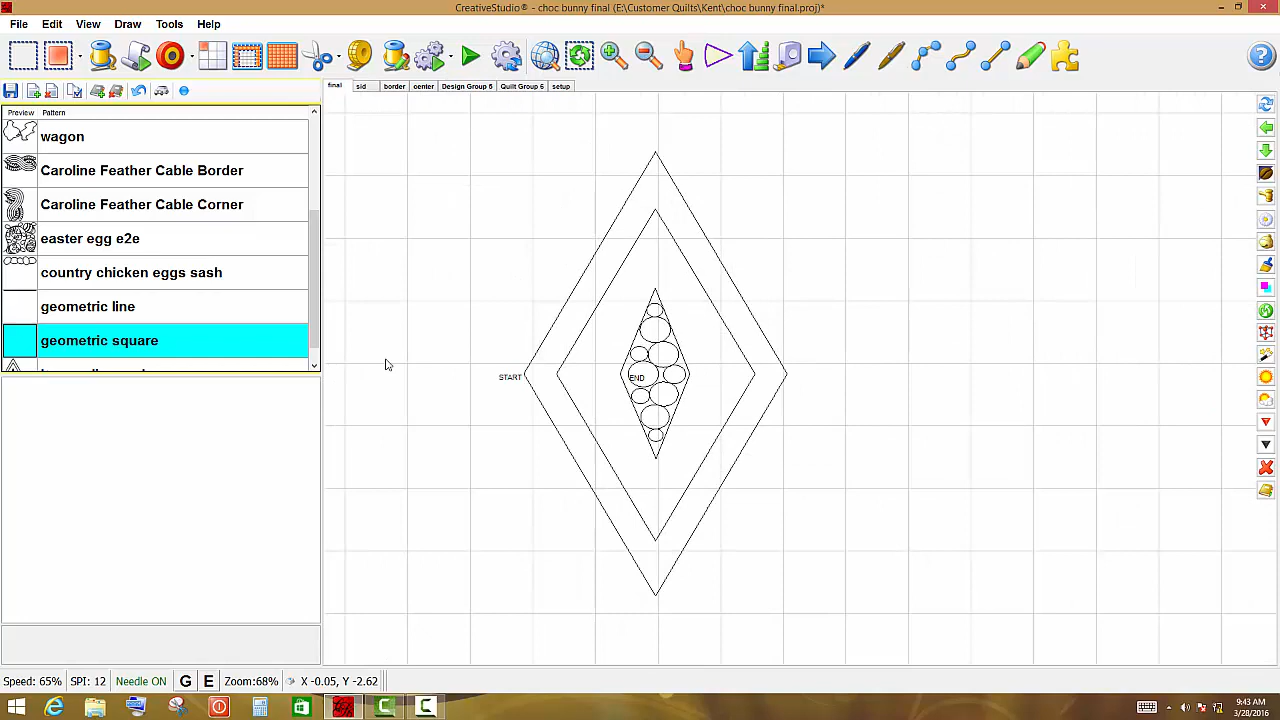 CreativeStudio® - choc bunny final (E:\Customer Quilts\Kent\choc bunny final.proj)*
File Edit View Draw Tools Help
final sid border center Design Group 6 Quilt Group 6 setup
Preview Pattern
wagon
Caroline Feather Cable Border
Caroline Feather Cable Corner
easter egg e2e
country chicken eggs sash
geometric line
geometric square
START
END
Speed: 65% SPI: 12 Needle ON G E Zoom:68% X -0.05, Y -2.62
9:43 AM
3/28/2016